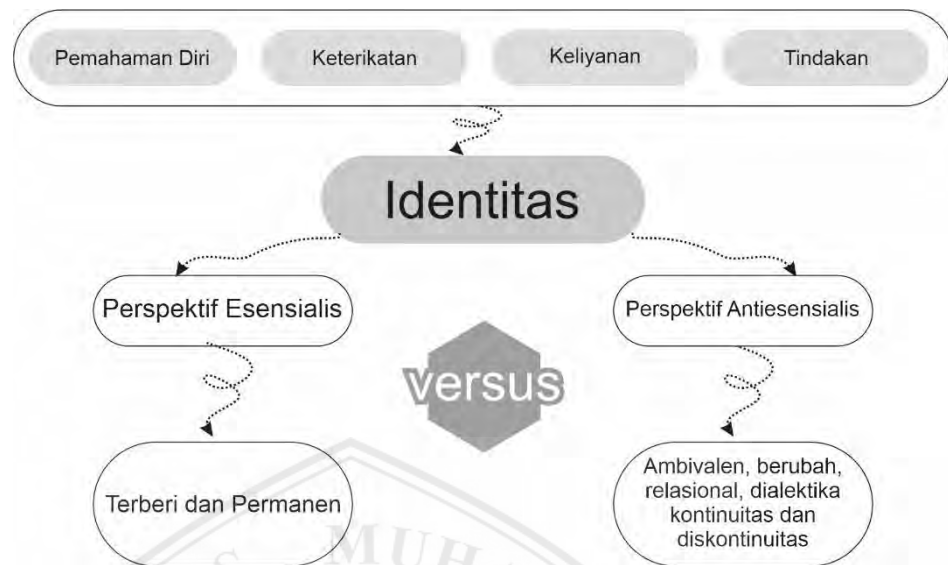 Pemahaman Diri
Keterikatan
Keliyanan
Tindakan
Identitas
Perspektif Esensialis
Perspektif Antiesensialis
versus
Terberi dan Permanen
Ambivalen, berubah,
relasional, dialektika
kontinuitas dan
diskontinuitas
MUH